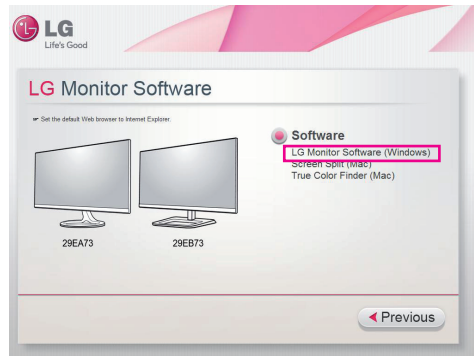 LG
Life's Good
LG Monitor Software
☞ Set the default Web browser to Internet Explorer.
Software
LG Monitor Software (Windows)
Screen Split (Mac)
True Color Finder (Mac)
29EA73
29EB73
Previous